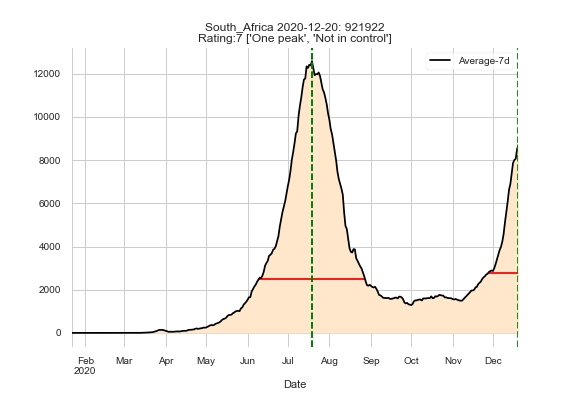 South_Africa 2020-12-20: 921922
Rating:7 ['One peak', 'Not in control']
Average-7d
12000
10000
8000
6000
4000
2000
0
Feb Mar Apr May Jun Jul Aug Sep Oct Nov Dec
2020
Date